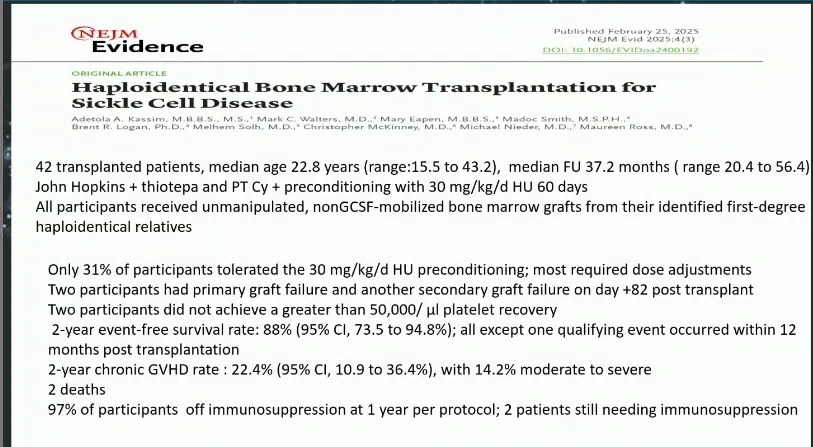 NEJM
Evidence
Published February 25, 2025
NEJM Evid 2025;4(3)
DOI: 10.1056/EVIDoa2400192
ORIGINAL ARTICLE
Haploidentical Bone Marrow Transplantation for
Sickle Cell Disease
Adetola A. Kassim, M.B.B.S., M.S.,¹ Mark C. Walters, M.D.,² Mary Eapen, M.B.B.S.,³ Madoc Smith, M.S.P.H.,⁴
Brent R. Logan, Ph.D.,⁴ Melhem Solh, M.D.,⁵ Christopher McKinney, M.D.,⁶ Michael Nieder, M.D.,⁷ Maureen Ross, M.D.,⁸
42 transplanted patients, median age 22.8 years (range:15.5 to 43.2), median FU 37.2 months ( range 20.4 to 56.4)
John Hopkins + thiotepa and PT Cy + preconditioning with 30 mg/kg/d HU 60 days
All participants received unmanipulated, nonGCSF-mobilized bone marrow grafts from their identified first-degree
haploidentical relatives
Only 31% of participants tolerated the 30 mg/kg/d HU preconditioning; most required dose adjustments
Two participants had primary graft failure and another secondary graft failure on day +82 post transplant
Two participants did not achieve a greater than 50,000/ µl platelet recovery
2-year event-free survival rate: 88% (95% CI, 73.5 to 94.8%); all except one qualifying event occurred within 12
months post transplantation
2-year chronic GVHD rate : 22.4% (95% CI, 10.9 to 36.4%), with 14.2% moderate to severe
2 deaths
97% of participants off immunosuppression at 1 year per protocol; 2 patients still needing immunosuppression